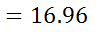 = 16.96